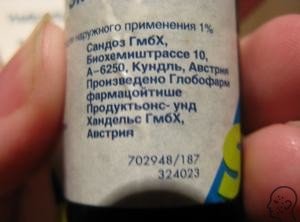 наружного применения 1%
Сандоз ГмбХ,
Биохемиштрассе 10,
А-6250, Кундль, Австрия
Произведено Глобофарм
фармацойтише
Продуктьонс- унд
Хандельс ГмбХ,
Австрия
702948/187
324023